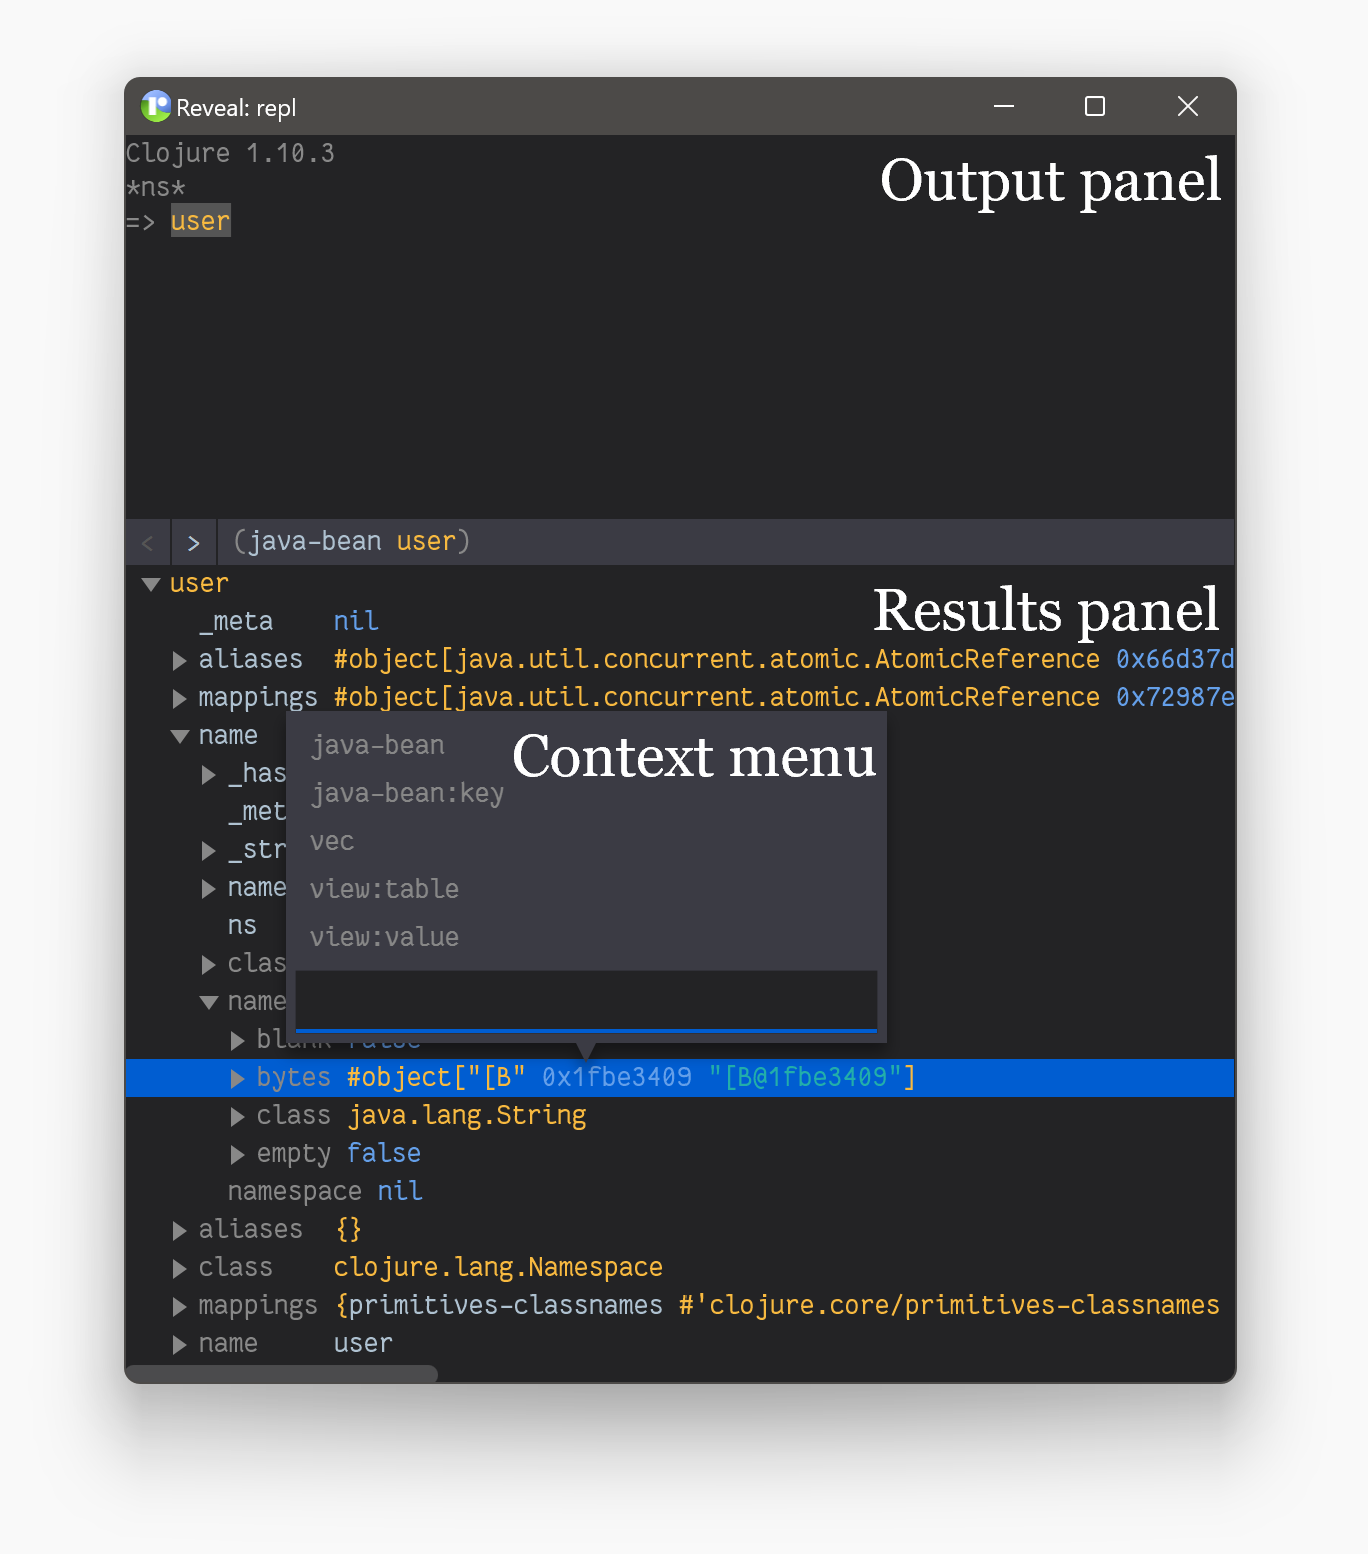 Reveal: repl
Clojure 1.10.3
Output panel
*ns*
=> user
< > (java-bean user)
user
Results panel
_meta nil
aliases #object[java.util.concurrent.atomic.AtomicReference 0x66d37d
mappings #object[java.util.concurrent.atomic.AtomicReference 0x72987e
name
java-bean
Context menu
_has
java-bean:key
_met
vec
_str
view:table
name
ns
view:value
clas
name
bytes #object["[B" 0x1fbe3409 "[B@1fbe3409"]
class java.lang.String
empty false
namespace nil
aliases {}
class clojure.lang.Namespace
mappings {primitives-classnames #'clojure.core/primitives-classnames
name user